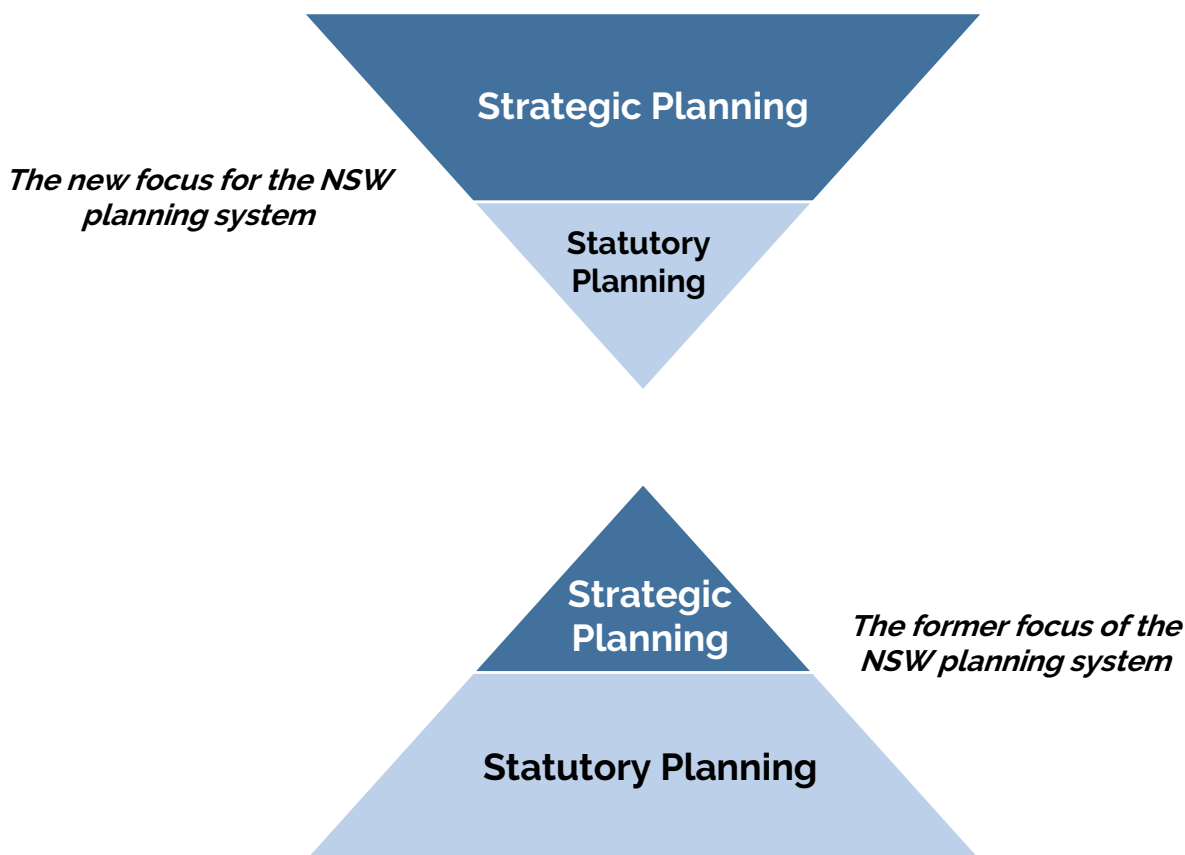 Strategic Planning
The new focus for the NSW
planning system
Statutory
Planning
Strategic
Planning
The former focus of the
NSW planning system
Statutory Planning